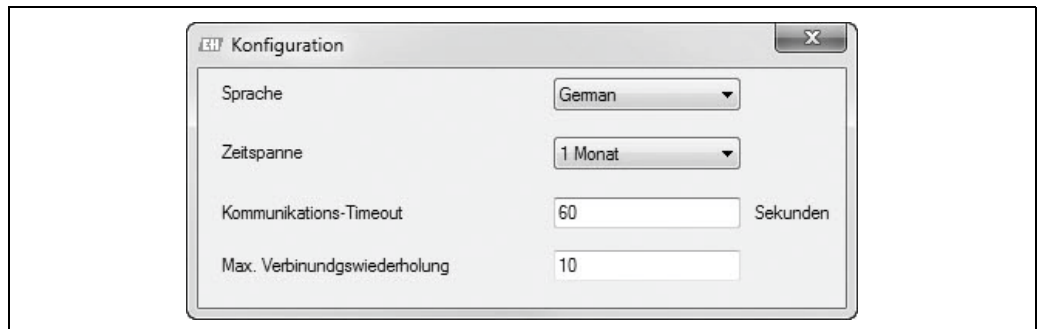 Konfiguration
Sprache German
Zeitspanne 1 Monat
Kommunikations-Timeout 60 Sekunden
Max. Verbinundgswiederholung 10